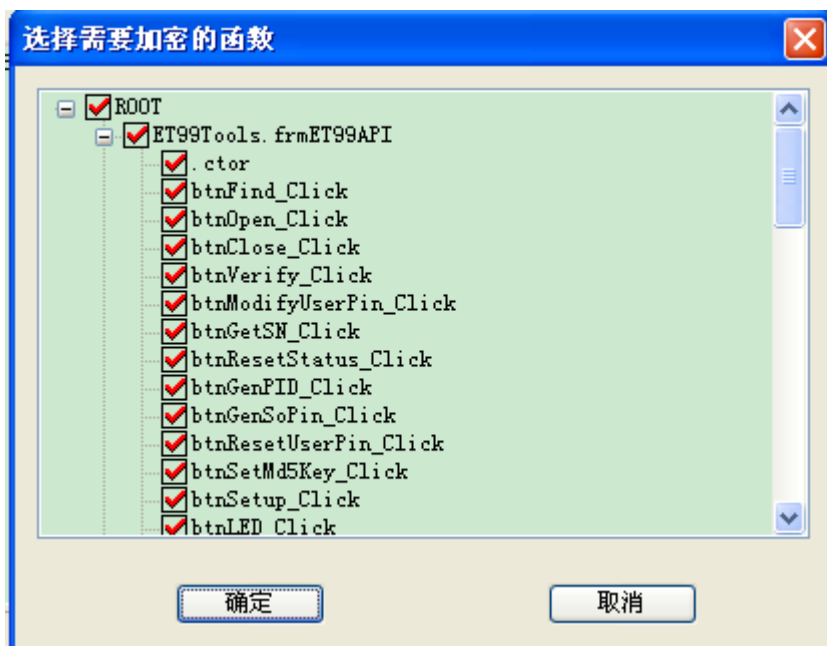 选择需要加密的函数
ROOT
ET99Tools.frmET99API
.ctor
btnFind_Click
btnOpen_Click
btnClose_Click
btnVerify_Click
btnModifyUserPin_Click
btnGetSN_Click
btnResetStatus_Click
btnGenPID_Click
btnGenSoPin_Click
btnResetUserPin_Click
btnSetMd5Key_Click
btnSetup_Click
btnLED_Click
确定 取消